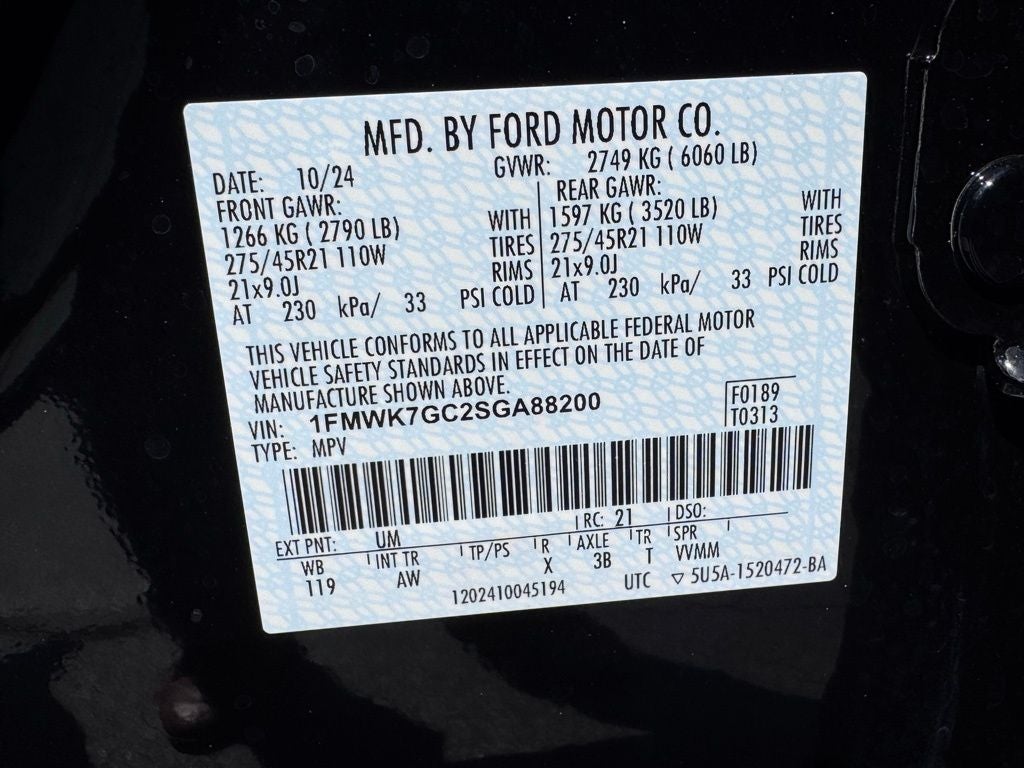 MFD. BY FORD MOTOR CO.
DATE: 10/24 GVWR: 2749 KG ( 6060 LB)
FRONT GAWR: REAR GAWR:
1266 KG ( 2790 LB) WITH 1597 KG ( 3520 LB) WITH
275/45R21 110W TIRES 275/45R21 110W TIRES
21x9.0J RIMS 21x9.0J RIMS
AT 230 kPa/ 33 PSI COLD AT 230 kPa/ 33 PSI COLD
THIS VEHICLE CONFORMS TO ALL APPLICABLE FEDERAL MOTOR
VEHICLE SAFETY STANDARDS IN EFFECT ON THE DATE OF
MANUFACTURE SHOWN ABOVE.
VIN: 1FMWK7GC2SGA88200 F0189
TYPE: MPV T0313
EXT PNT: UM RC: 21 DSO:
WB INT TR TP/PS R AXLE TR SPR
119 AW X 3B T VVMM
1202410045194 UTC ▽ 5U5A-1520472-BA